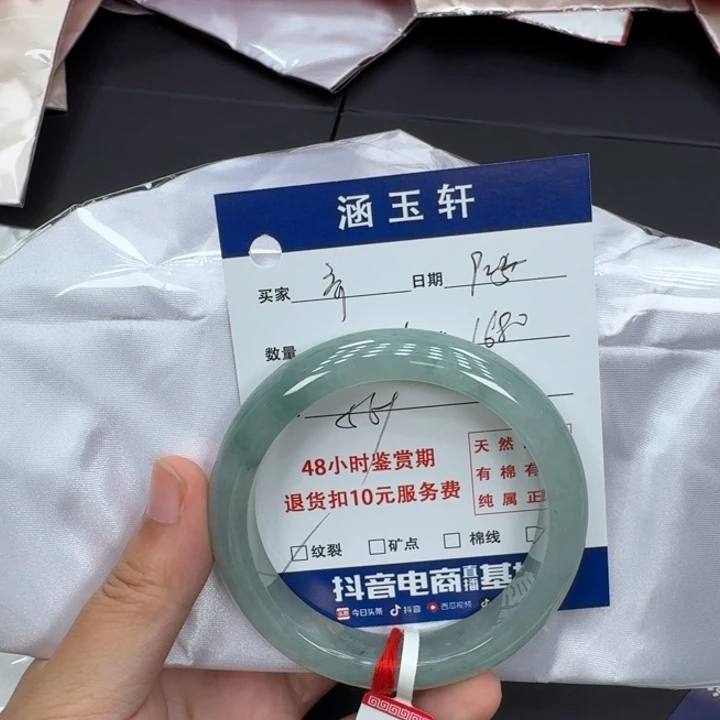 涵玉轩
买家 日期
数量 1680
48小时鉴赏期
退货扣10元服务费
天然
有棉有
纯属正
纹裂 矿点 棉线
抖音电商直播基
今日头条 抖音 西瓜视频